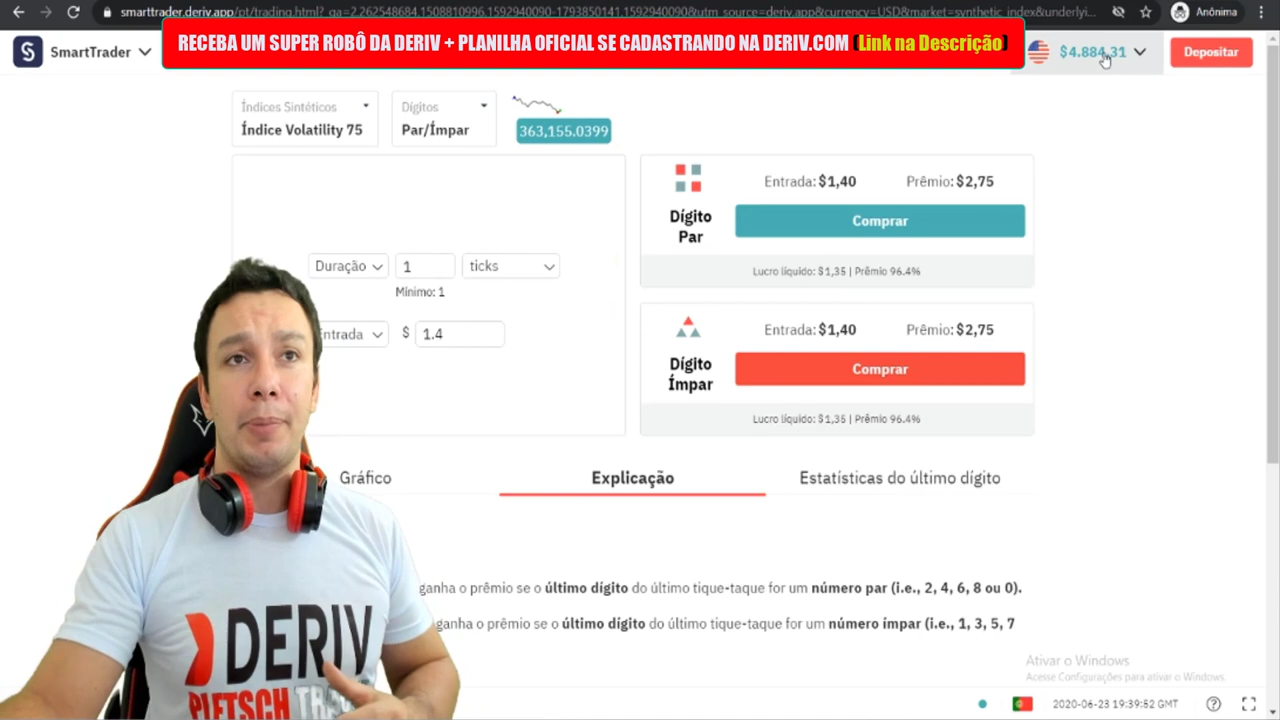 smarttrader.deriv.app/pt/trading.html?_ga=2.262548684.1508810996.1592940090-1793850141.1592940090&utm_source=deriv.app&currency=USD&market=synthetic_index&underlyi...
Anônima
RECEBA UM SUPER ROBÔ DA DERIV + PLANILHA OFICIAL SE CADASTRANDO NA DERIV.COM (Link na Descrição)
S SmartTrader
$4.884,31
Depositar
Índices Sintéticos
Índice Volatility 75
Dígitos
Par/Ímpar
363,155.0399
Duração 1 ticks
Mínimo: 1
Entrada $ 1.4
Entrada: $1,40 Prêmio: $2,75
Dígito
Par
Comprar
Lucro líquido: $1,35 | Prêmio 96.4%
Entrada: $1,40 Prêmio: $2,75
Dígito
Ímpar
Comprar
Lucro líquido: $1,35 | Prêmio 96.4%
Gráfico Explicação Estatísticas do último dígito
ganha o prêmio se o último dígito do último tique-taque for um número par (i.e., 2, 4, 6, 8 ou 0).
ganha o prêmio se o último dígito do último tique-taque for um número ímpar (i.e., 1, 3, 5, 7
DERIV
PLETSCH
Ativar o Windows
Acesse Configurações para ativar o Windows.
2020-06-23 19:39:52 GMT